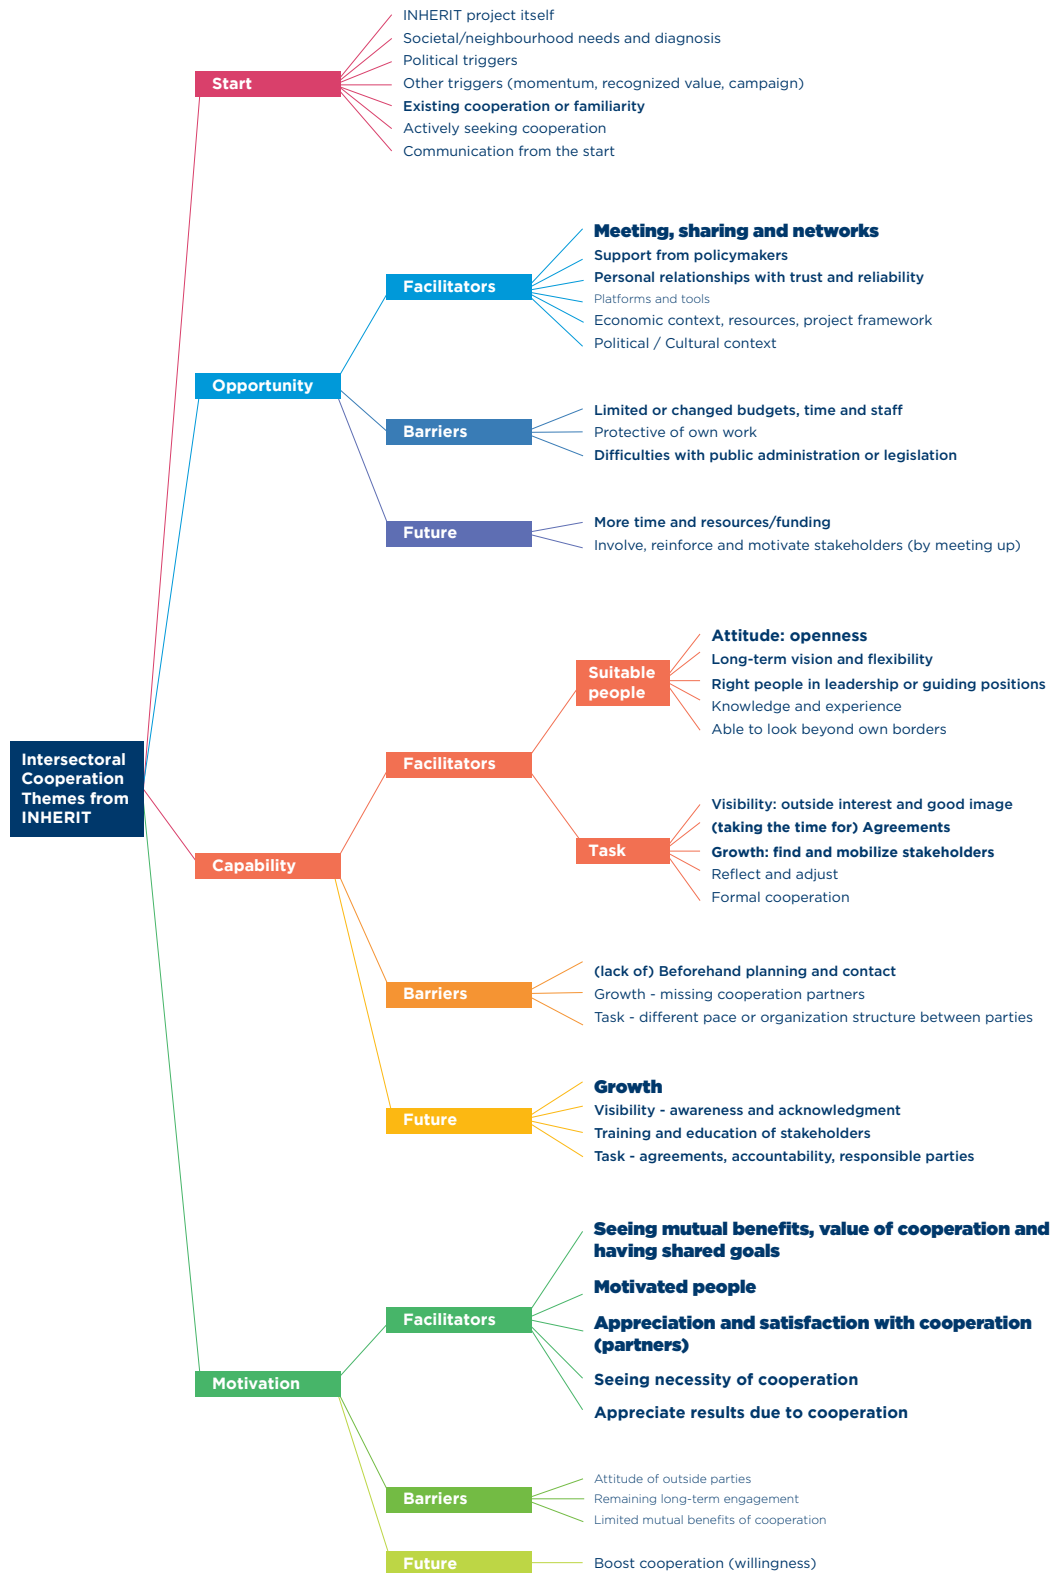 INHERIT project itself
Societal/neighbourhood needs and diagnosis
Political triggers
Start
Other triggers (momentum, recognized value, campaign)
Existing cooperation or familiarity
Actively seeking cooperation
Communication from the start
Meeting, sharing and networks
Support from policymakers
Personal relationships with trust and reliability
Facilitators
Platforms and tools
Economic context, resources, project framework
Political / Cultural context
Opportunity
Limited or changed budgets, time and staff
Barriers
Protective of own work
Difficulties with public administration or legislation
More time and resources/funding
Future
Involve, reinforce and motivate stakeholders (by meeting up)
Attitude: openness
Long-term vision and flexibility
Suitable
people
Right people in leadership or guiding positions
Knowledge and experience
Able to look beyond own borders
Intersectoral
Cooperation
Themes from
INHERIT
Facilitators
Visibility: outside interest and good image
(taking the time for) Agreements
Task
Growth: find and mobilize stakeholders
Reflect and adjust
Formal cooperation
Capability
(lack of) Beforehand planning and contact
Barriers
Growth - missing cooperation partners
Task - different pace or organization structure between parties
Growth
Visibility - awareness and acknowledgment
Future
Training and education of stakeholders
Task - agreements, accountability, responsible parties
Seeing mutual benefits, value of cooperation and
having shared goals
Motivated people
Facilitators
Appreciation and satisfaction with cooperation
(partners)
Seeing necessity of cooperation
Motivation
Appreciate results due to cooperation
Attitude of outside parties
Barriers
Remaining long-term engagement
Limited mutual benefits of cooperation
Future
Boost cooperation (willingness)